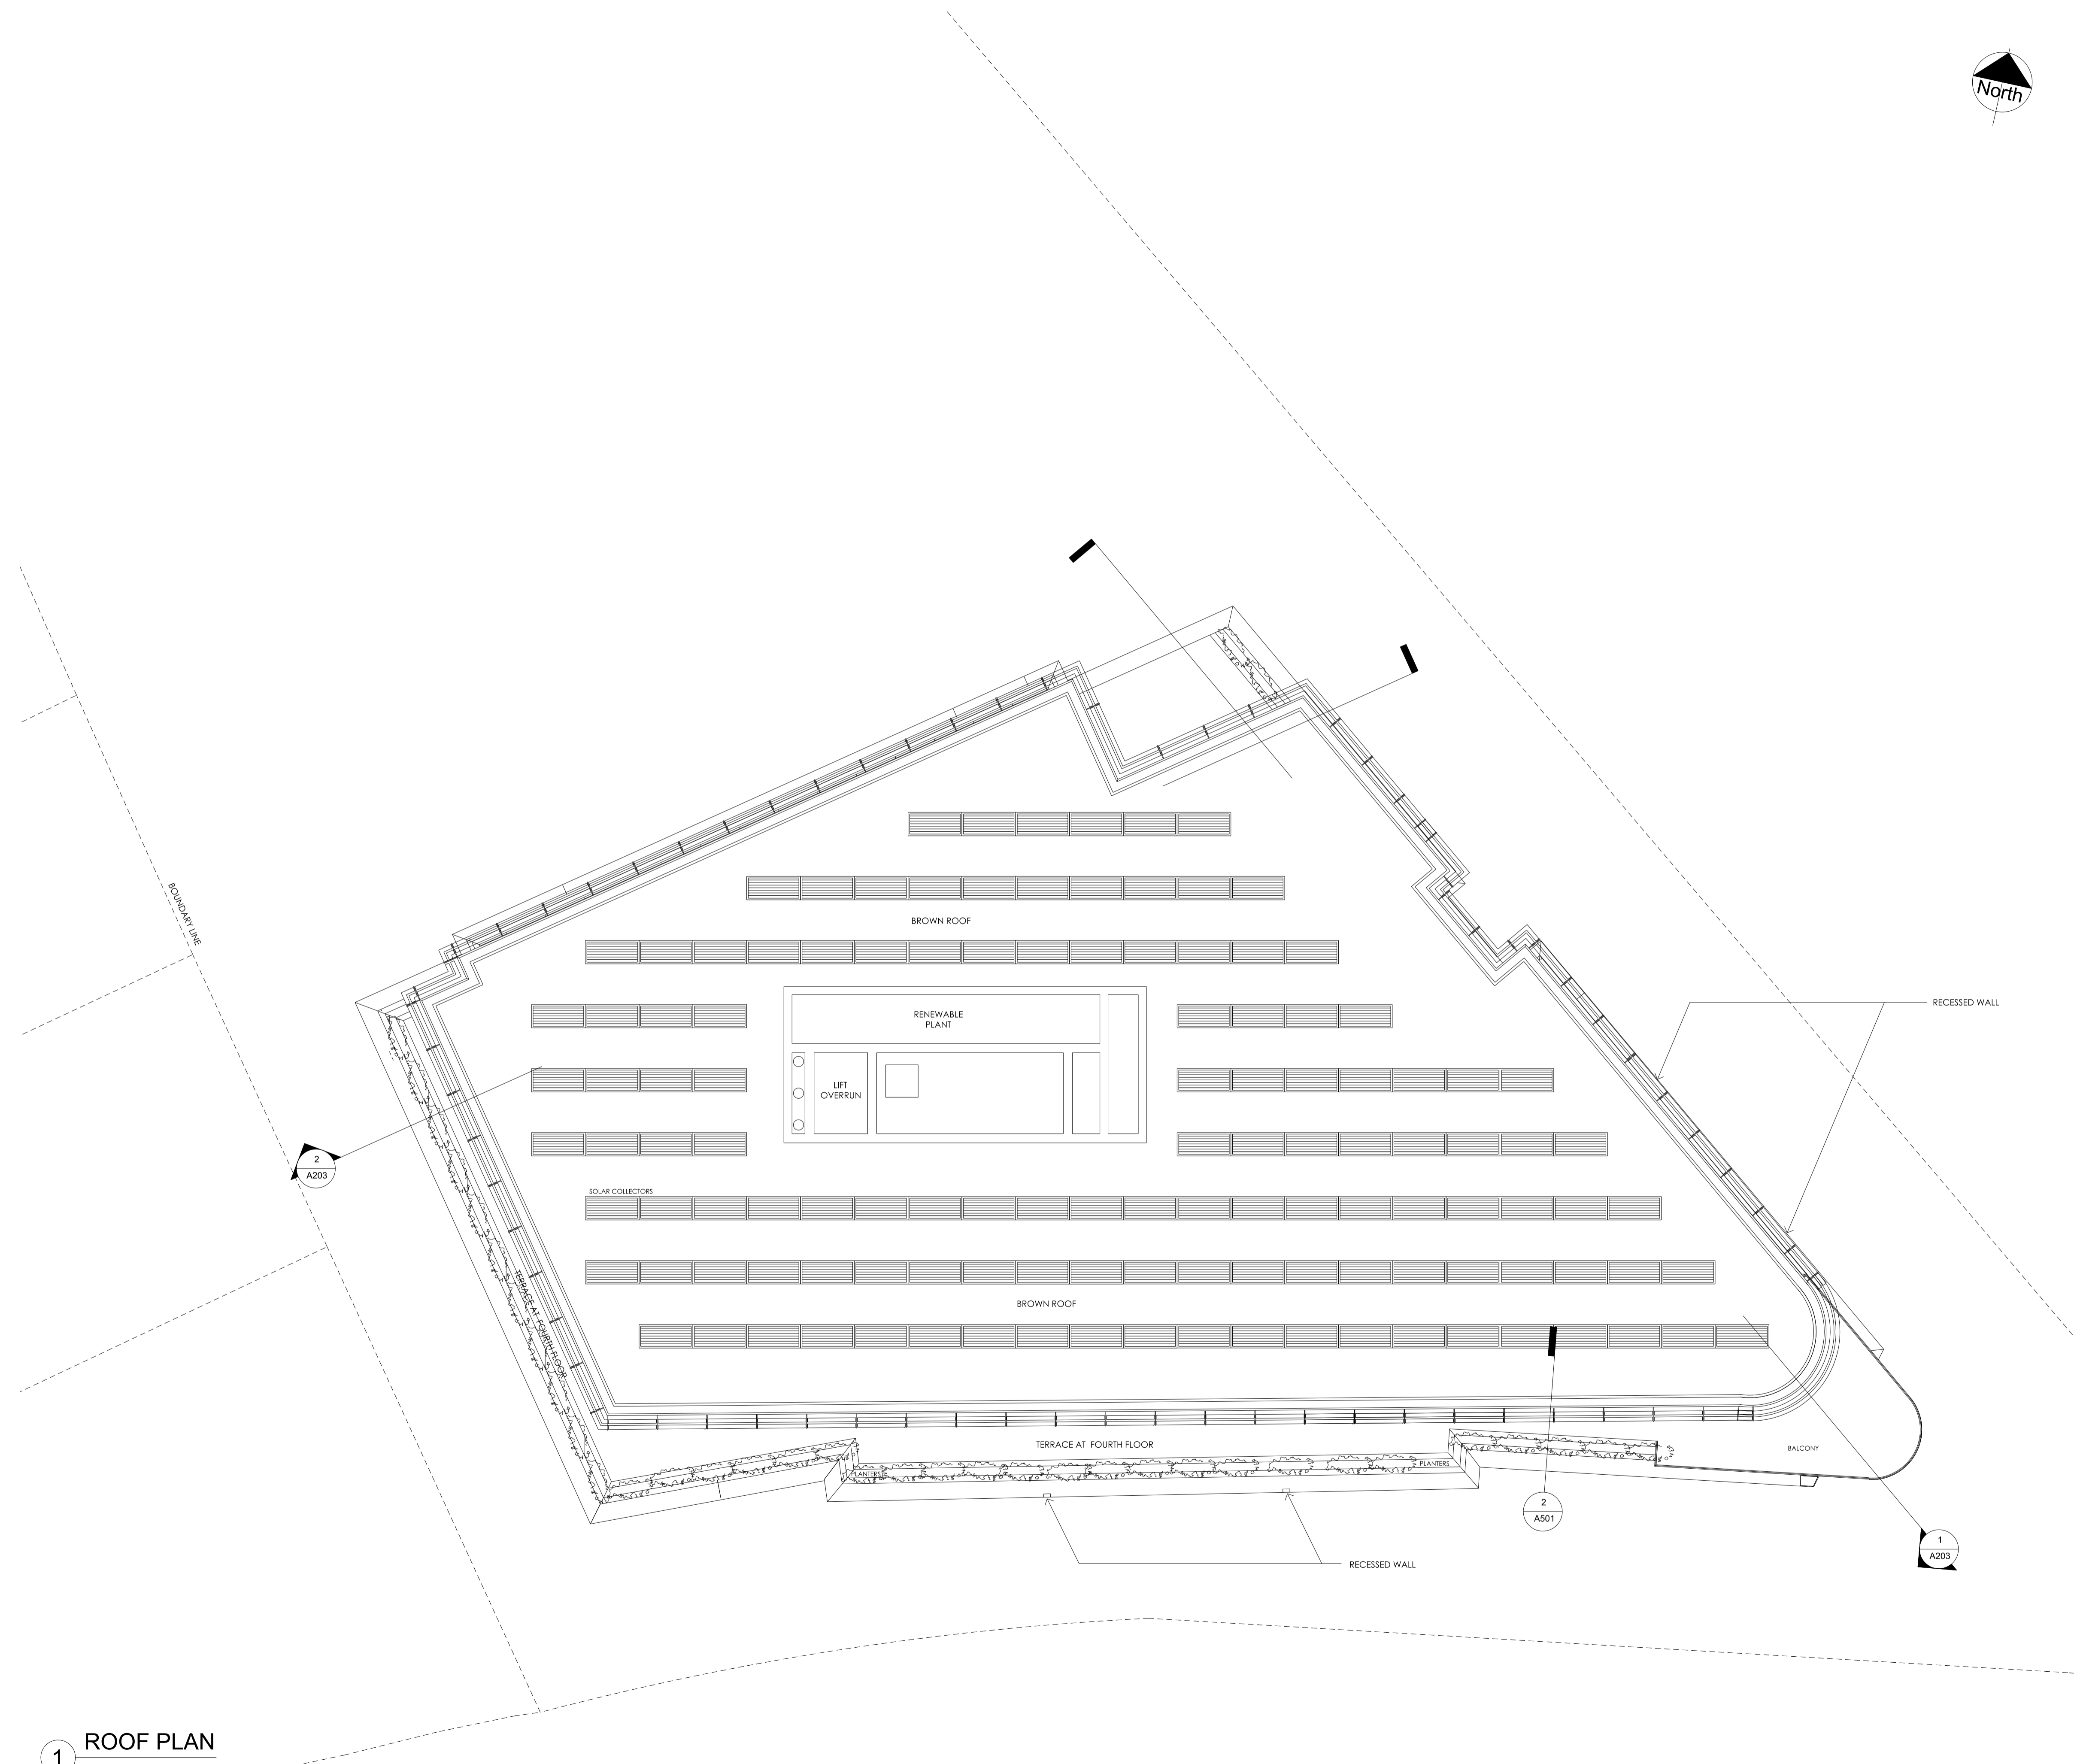 North
BOUNDARY LINE
BROWN ROOF
RENEWABLE
PLANT
RECESSED WALL
LIFT
OVERRUN
2
A203
SOLAR COLLECTORS
BROWN ROOF
TERRACE AT FOURTH FLOOR
TERRACE AT FOURTH FLOOR
BALCONY
PLANTERS
PLANTERS
2
A501
1
A203
RECESSED WALL
1
ROOF PLAN